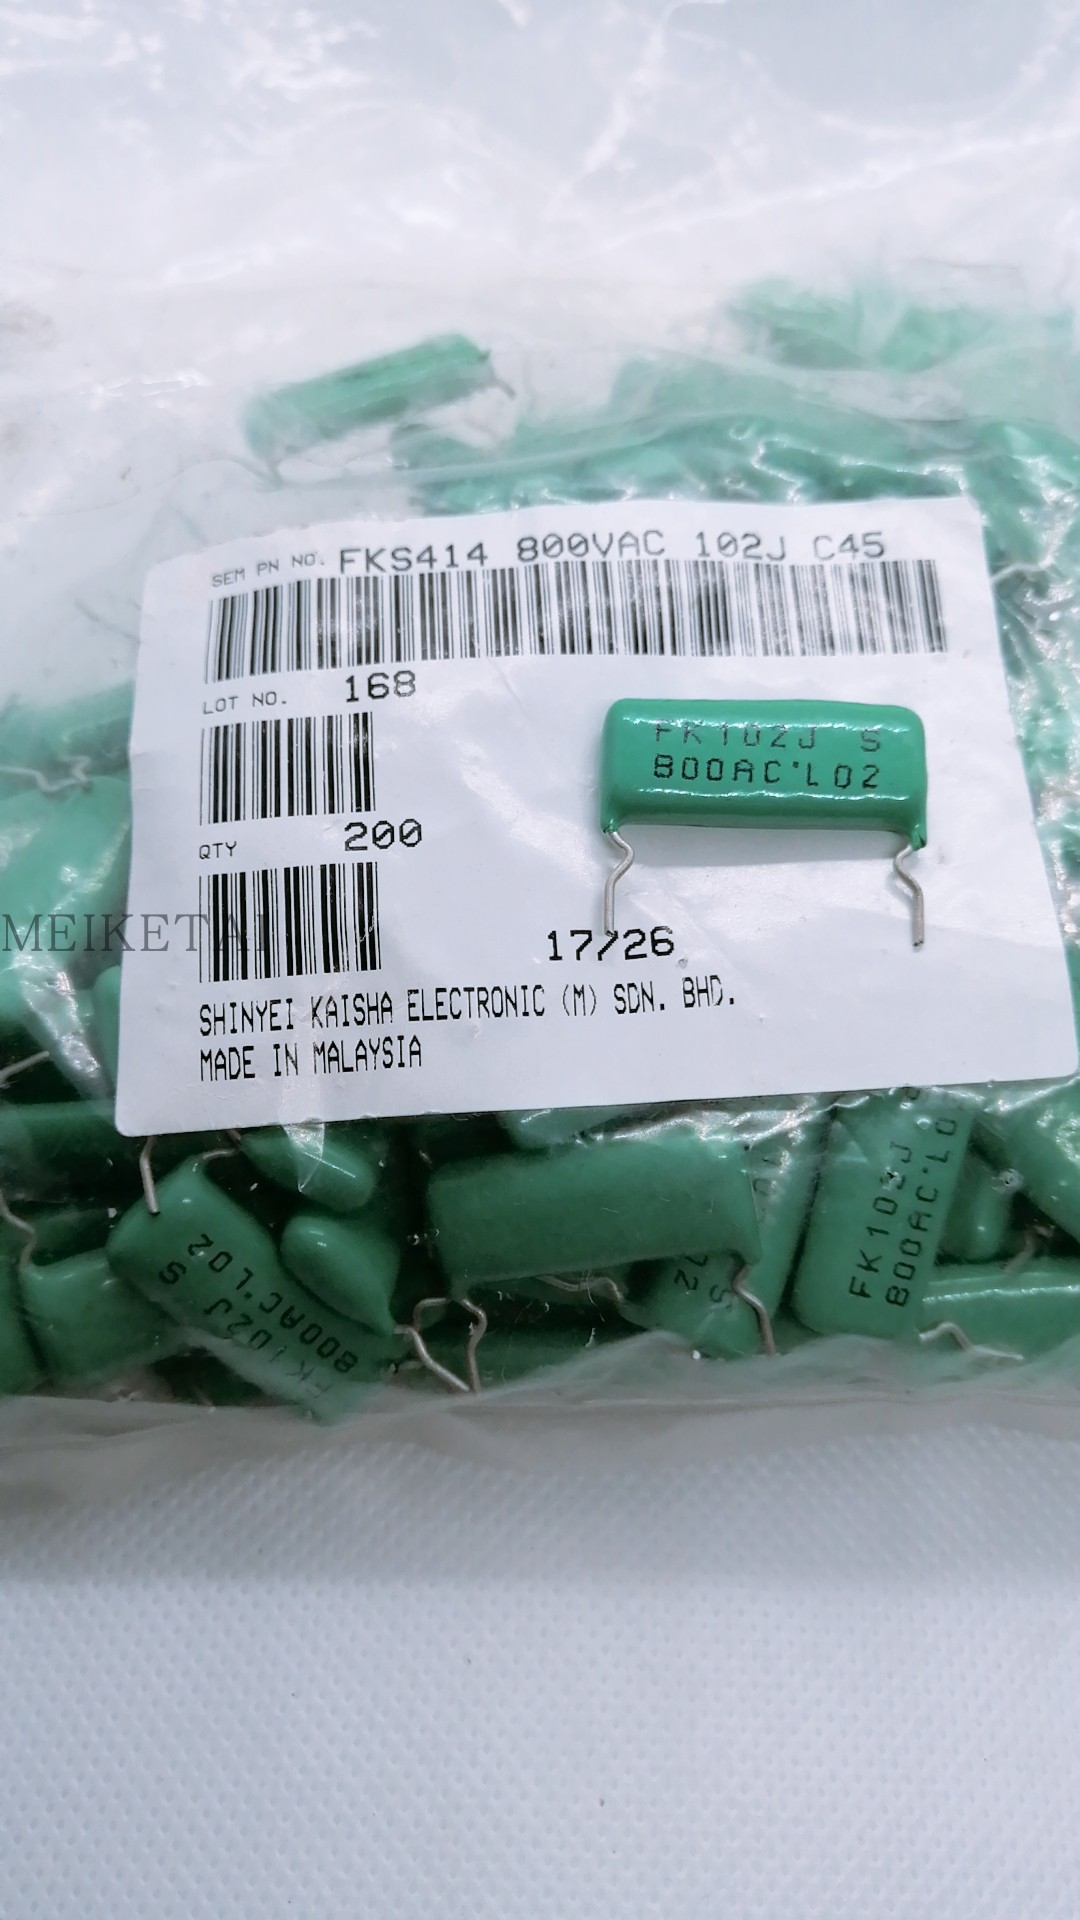 SEM PN NO. FKS414 800VAC 102J C45
LOT NO. 168
FK102J S
800AC'L02
QTY 200
MEIKETAI
17/26
SHINYEI KAISHA ELECTRONIC (M) SDN. BHD.
MADE IN MALAYSIA
S
FK102J
800AC'L02
FK102J
800AC'L0
S